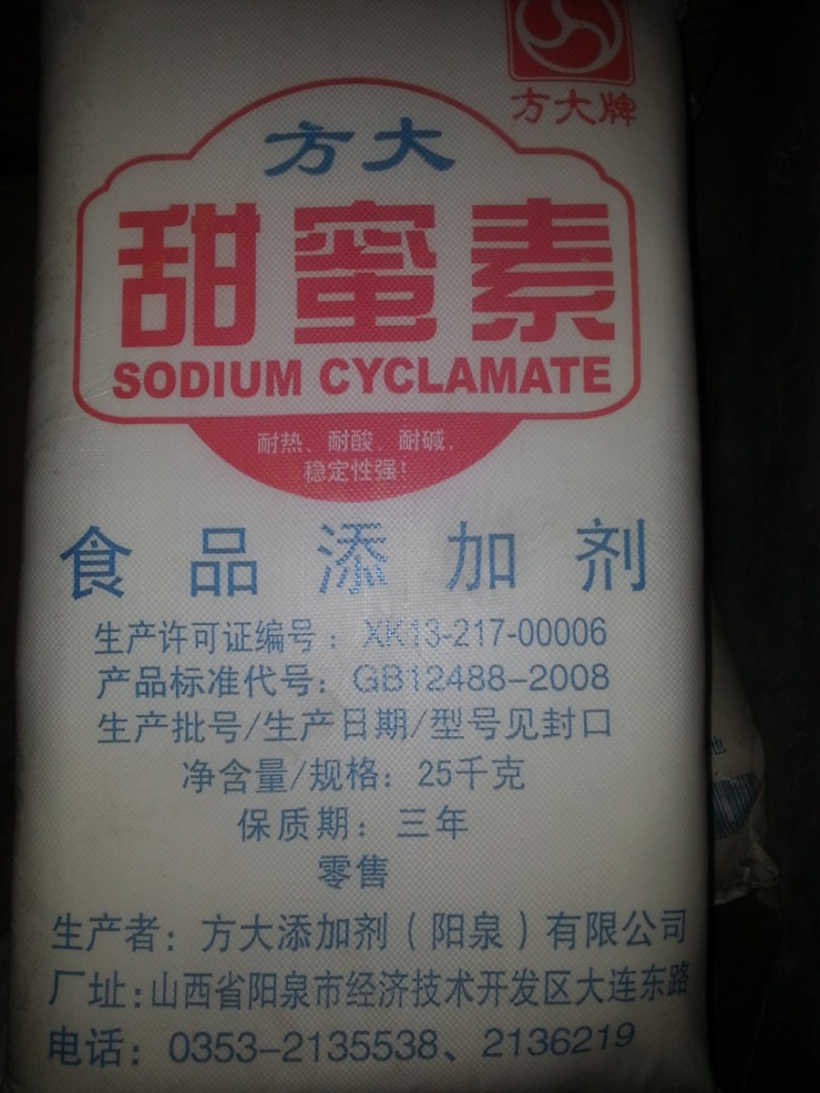 方大牌
方大
甜蜜素
SODIUM CYCLAMATE
耐热、耐酸、耐碱，
稳定性强！
食品添加剂
生产许可证编号：XK13-217-00006
产品标准代号：GB12488-2008
生产批号/生产日期/型号见封口
净含量/规格：25千克
保质期：三年
零售
生产者：方大添加剂（阳泉）有限公司
厂址：山西省阳泉市经济技术开发区大连东路
电话：0353-2135538、2136219